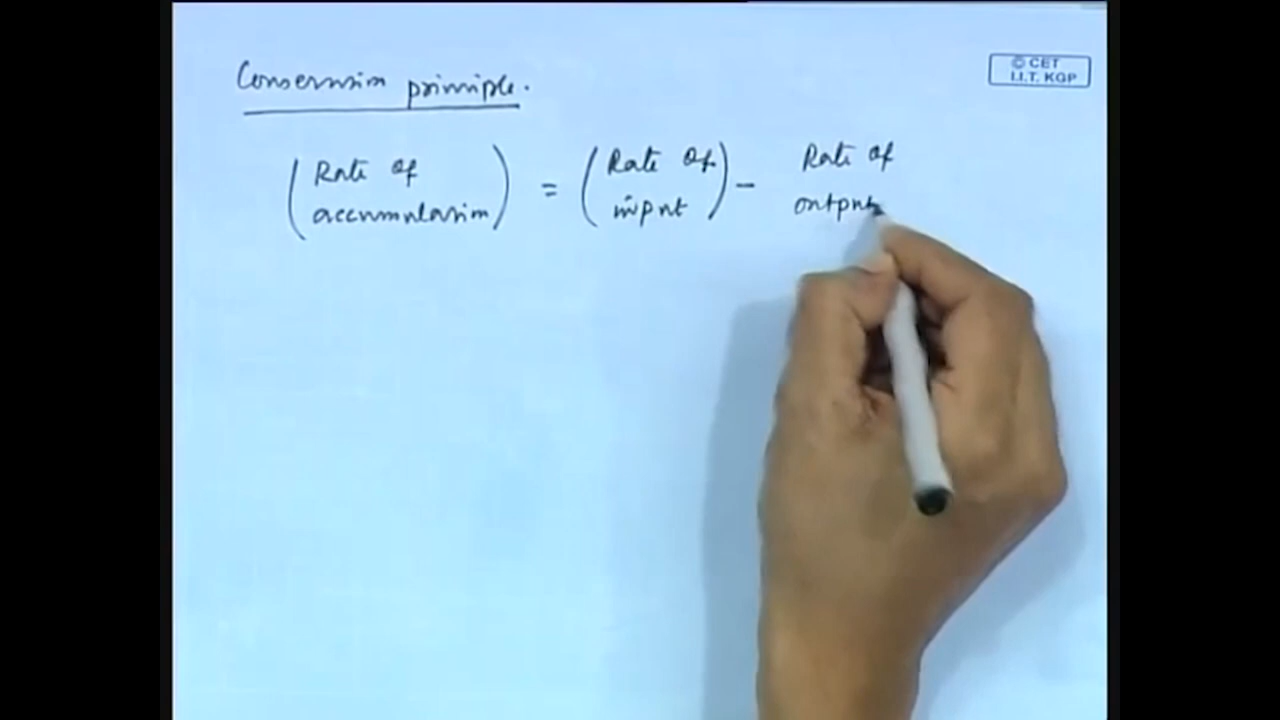 Conservation principle.
© CET
I.I.T. KGP
(Rate of accumulation) = (Rate of input) - Rate of output